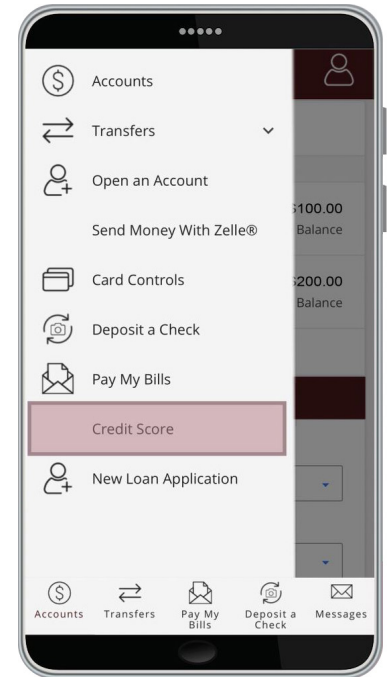 Accounts
Transfers
Open an Account
$100.00
Send Money With Zelle®
Balance
Card Controls
$200.00
Balance
Deposit a Check
Pay My Bills
Credit Score
New Loan Application
Accounts
Transfers
Pay My
Bills
Deposit a
Check
Messages